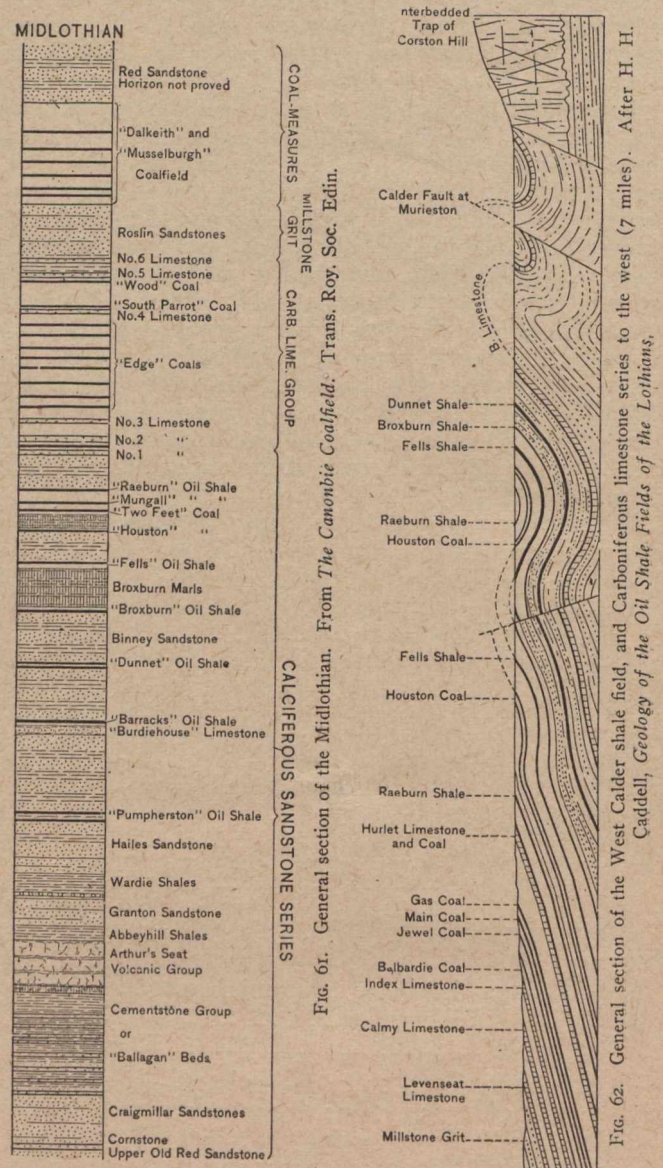 MIDLOTHIAN
Red Sandstone
Horizon not proved
"Dalkeith" and
"Musselburgh"
Coalfield
Roslin Sandstones
No.6 Limestone
No.5 Limestone
"Wood" Coal
"South Parrot" Coal
No.4 Limestone
"Edge" Coals
No.3 Limestone
No.2 "
No.1 "
"Raeburn" Oil Shale
"Mungall" " "
"Two Feet" Coal
"Houston" "
"Fells" Oil Shale
Broxburn Marls
"Broxburn" Oil Shale
Binney Sandstone
"Dunnet" Oil Shale
"Barracks" Oil Shale
"Burdiehouse" Limestone
"Pumpherston" Oil Shale
Hailes Sandstone
Wardie Shales
Granton Sandstone
Abbeyhill Shales
Arthur's Seat
Volcanic Group
Cementstone Group
or
"Ballagan" Beds
Craigmillar Sandstones
Cornstone
Upper Old Red Sandstone
COAL-MEASURES
MILLSTONE
GRIT
CARB. LIME. GROUP
CALCIFEROUS SANDSTONE SERIES
FIG. 61. General section of the Midlothian. From The Canonbie Coalfield. Trans. Roy. Soc. Edin.
nterbedded
Trap of
Corston Hill
Calder Fault at
Murieston
B. Limestone
Dunnet Shale
Broxburn Shale
Fells Shale
Raeburn Shale
Houston Coal
Fells Shale
Houston Coal
Raeburn Shale
Hurlet Limestone
and Coal
Gas Coal
Main Coal
Jewel Coal
Balbardie Coal
Index Limestone
Calmy Limestone
Levenseat
Limestone
Millstone Grit
FIG. 62. General section of the West Calder shale field, and Carboniferous limestone series to the west (7 miles). After H. H.
Caddell, Geology of the Oil Shale Fields of the Lothians,